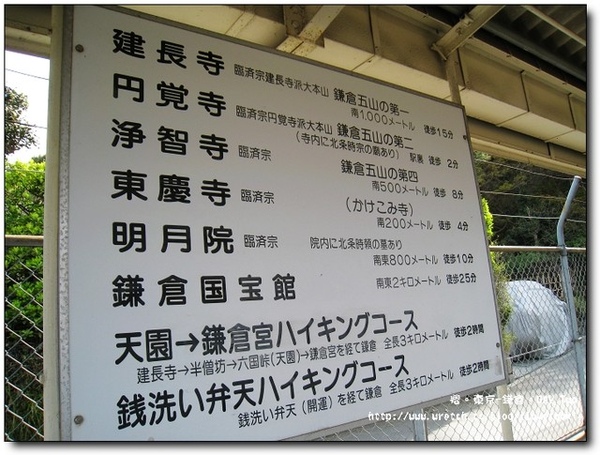 建長寺 臨済宗建長寺派大本山 鎌倉五山の第一
南1,000メートル 徒歩15分
円覚寺 臨済宗円覚寺派大本山 鎌倉五山の第二
(寺内に北条時宗の墓あり) 駅裏 徒歩 2分
浄智寺 臨済宗 鎌倉五山の第四
南500メートル 徒歩 8分
東慶寺 臨済宗 (かけこみ寺)
南200メートル 徒歩 4分
明月院 臨済宗 院内に北条時頼の墓あり
南東800メートル 徒歩10分
鎌倉国宝館 南東2キロメートル 徒歩25分
天園→鎌倉宮ハイキングコース
建長寺→半僧坊→六国峠(天園)→鎌倉宮を経て鎌倉 全長3キロメートル 徒歩2時間
銭洗い弁天ハイキングコース
銭洗い弁天(開運)を経て鎌倉 全長3キロメートル 徒歩2時間